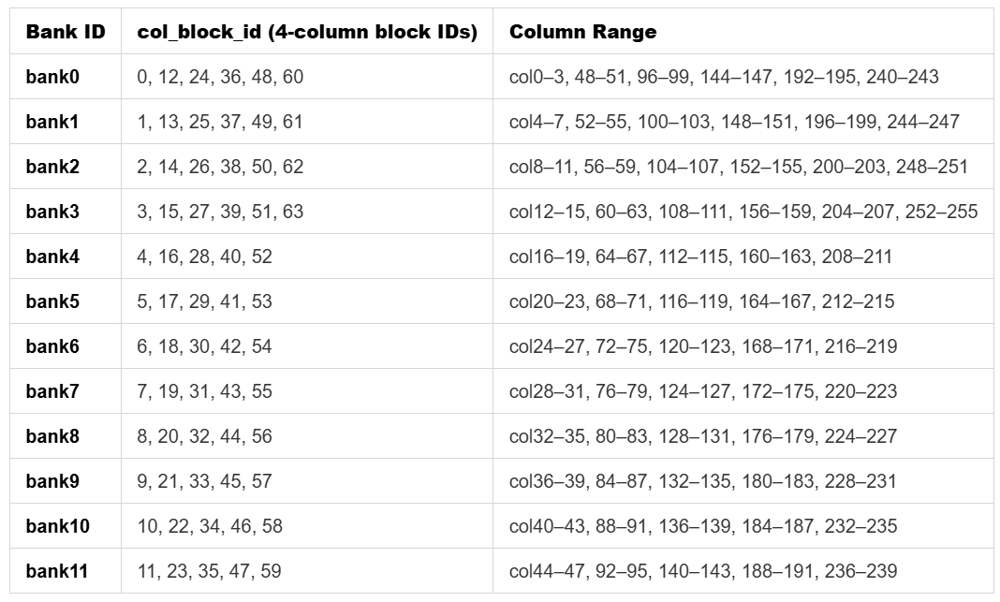 Bank ID col_block_id (4-column block IDs) Column Range
bank0 0, 12, 24, 36, 48, 60 col0–3, 48–51, 96–99, 144–147, 192–195, 240–243
bank1 1, 13, 25, 37, 49, 61 col4–7, 52–55, 100–103, 148–151, 196–199, 244–247
bank2 2, 14, 26, 38, 50, 62 col8–11, 56–59, 104–107, 152–155, 200–203, 248–251
bank3 3, 15, 27, 39, 51, 63 col12–15, 60–63, 108–111, 156–159, 204–207, 252–255
bank4 4, 16, 28, 40, 52 col16–19, 64–67, 112–115, 160–163, 208–211
bank5 5, 17, 29, 41, 53 col20–23, 68–71, 116–119, 164–167, 212–215
bank6 6, 18, 30, 42, 54 col24–27, 72–75, 120–123, 168–171, 216–219
bank7 7, 19, 31, 43, 55 col28–31, 76–79, 124–127, 172–175, 220–223
bank8 8, 20, 32, 44, 56 col32–35, 80–83, 128–131, 176–179, 224–227
bank9 9, 21, 33, 45, 57 col36–39, 84–87, 132–135, 180–183, 228–231
bank10 10, 22, 34, 46, 58 col40–43, 88–91, 136–139, 184–187, 232–235
bank11 11, 23, 35, 47, 59 col44–47, 92–95, 140–143, 188–191, 236–239